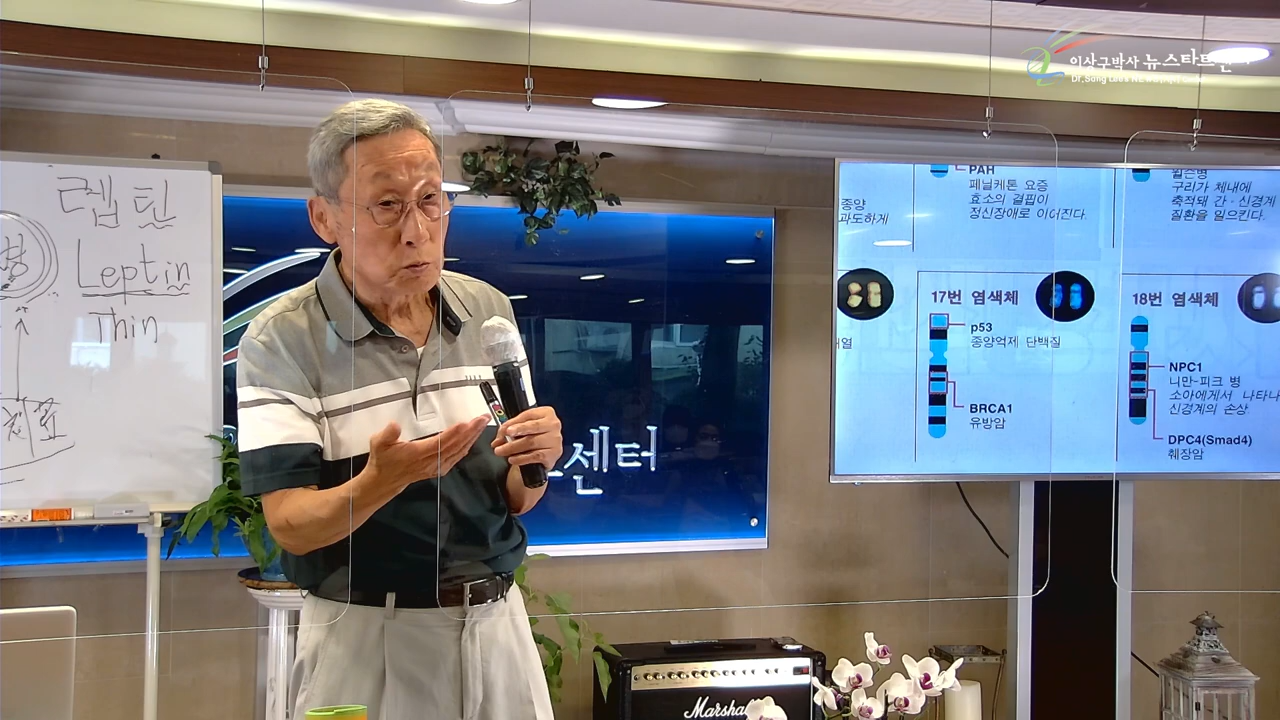 이상구박사 뉴스타트센터
렙틴
Leptin
Thin
센터
PAH
페닐케톤 요증
효소의 결핍이
정신장애로 이어진다.
종양
과도하게
윌슨병
구리가 체내에
축적돼 간·신경계
질환을 일으킨다.
17번 염색체
p53
종양억제 단백질
BRCA1
유방암
18번 염색체
NPC1
니만-피크 병
소아에게서 나타나
신경계의 손상
DPC4(Smad4)
췌장암
Marshall